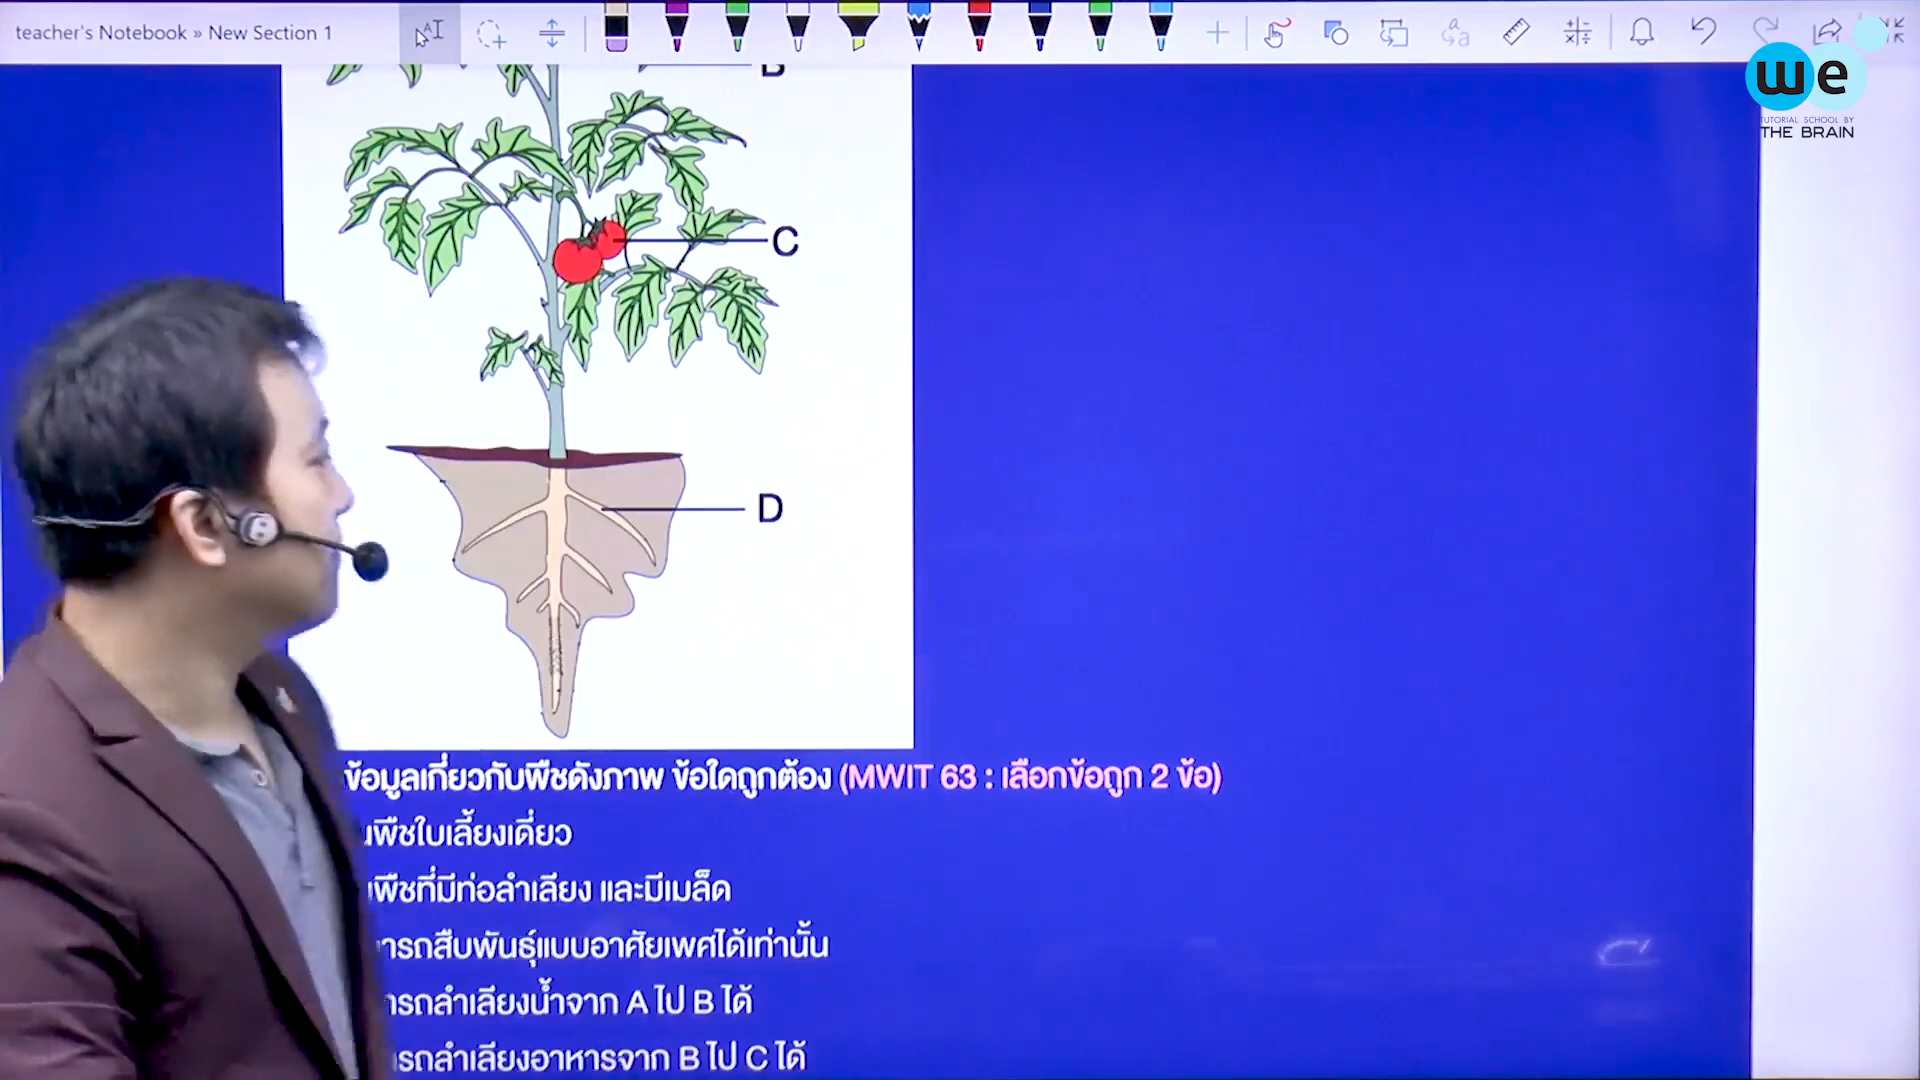 teacher's Notebook » New Section 1
we
TUTORIAL SCHOOL BY
THE BRAIN
B
C
D
ข้อมูลเกี่ยวกับพืชดังภาพ ข้อใดถูกต้อง (MWIT 63 : เลือกข้อถูก 2 ข้อ)
พืชใบเลี้ยงเดี่ยว
พืชที่มีท่อลำเลียง และมีเมล็ด
ารถสืบพันธุ์แบบอาศัยเพศได้เท่านั้น
ารถลำเลียงน้ำจาก A ไป B ได้
รถลำเลียงอาหารจาก B ไป C ได้